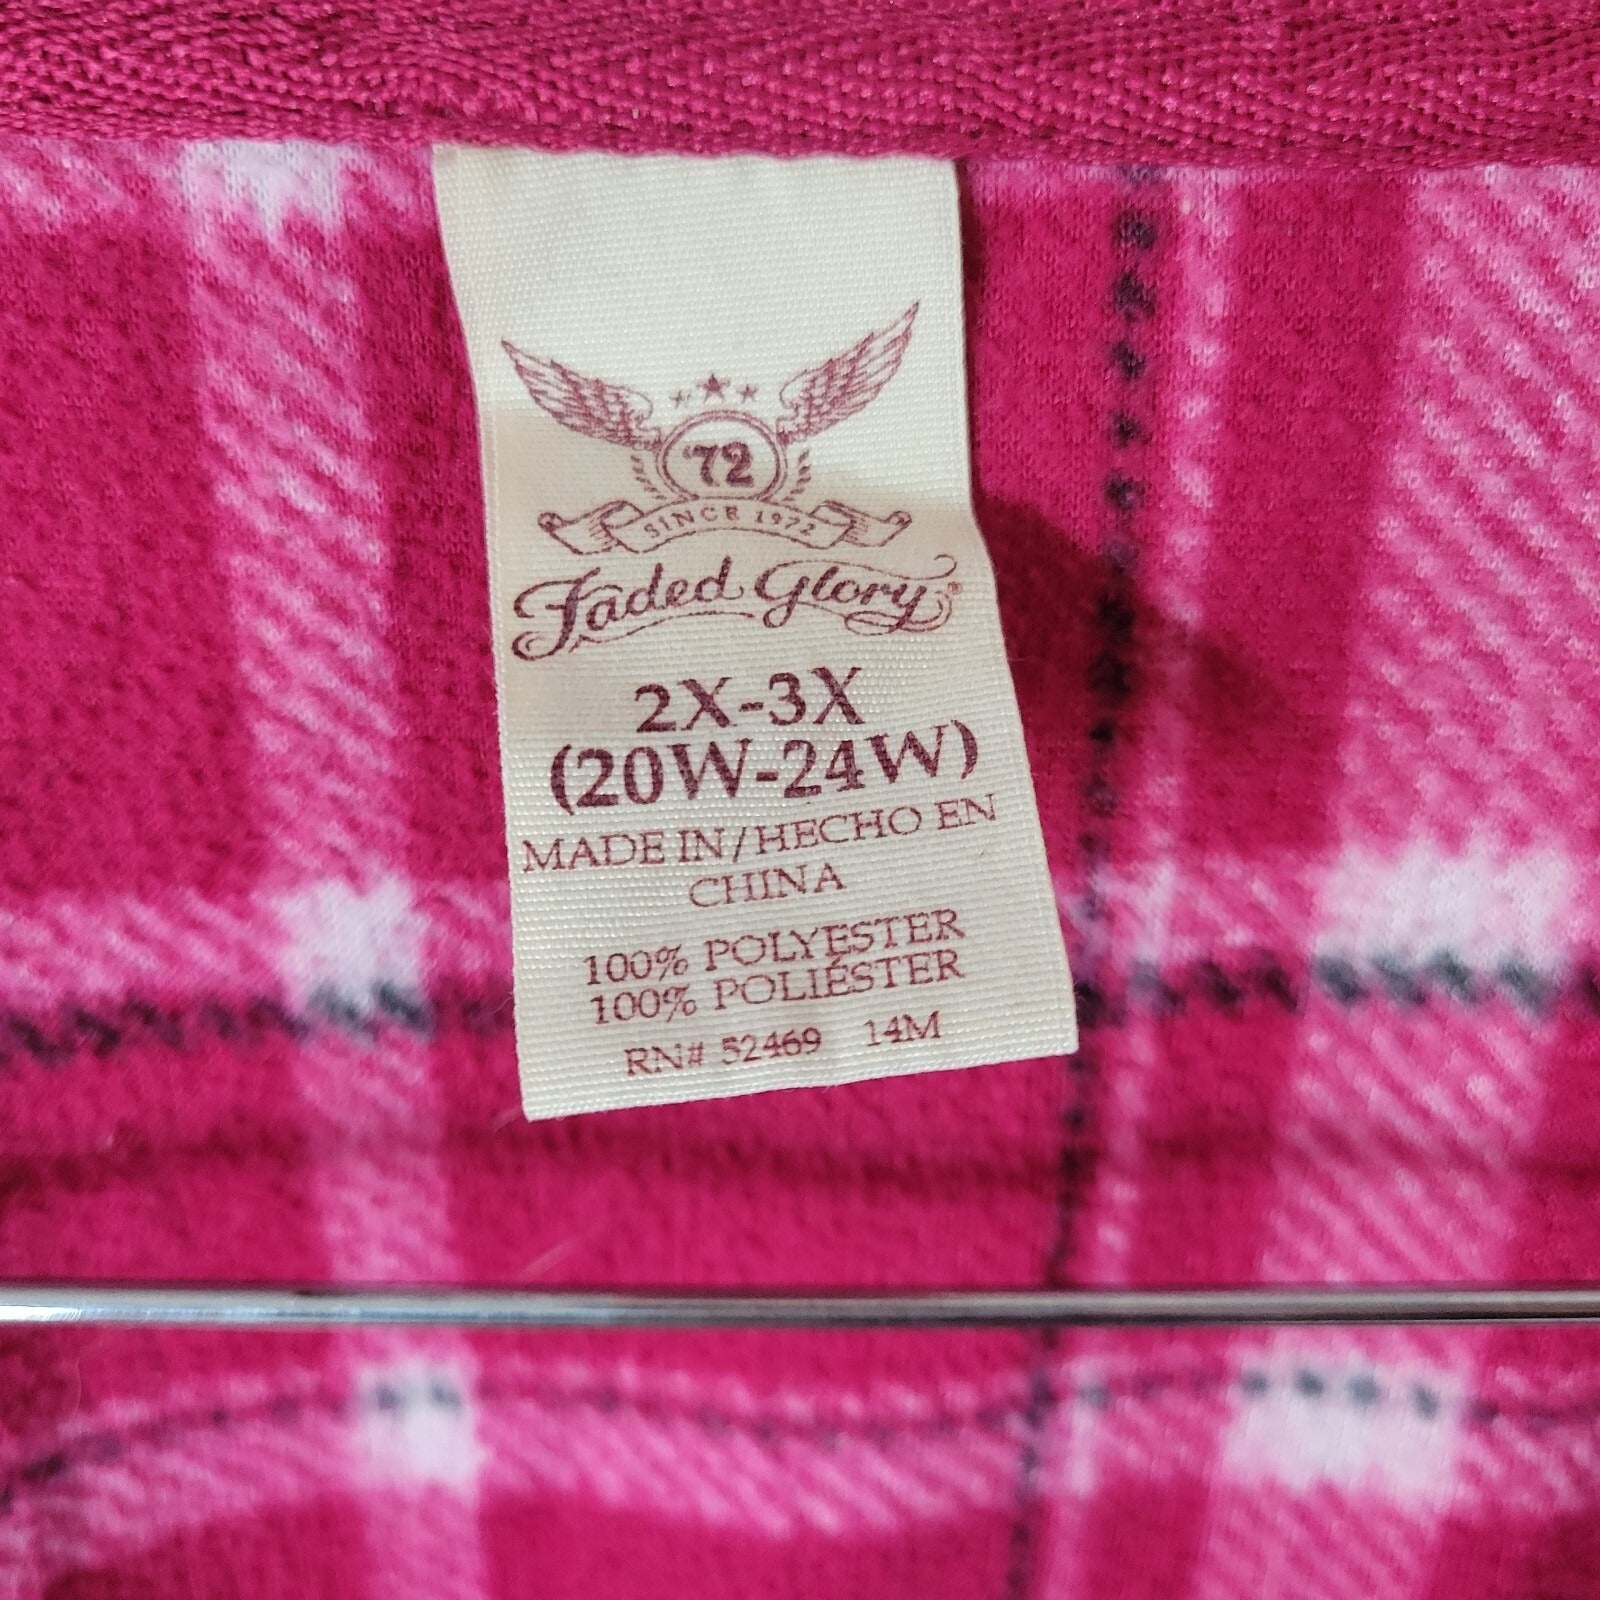 '72
SINCE 1972
Faded Glory®
2X-3X
(20W-24W)
MADE IN/HECHO EN
CHINA
100% POLYESTER
100% POLIÉSTER
RN# 52469 14M